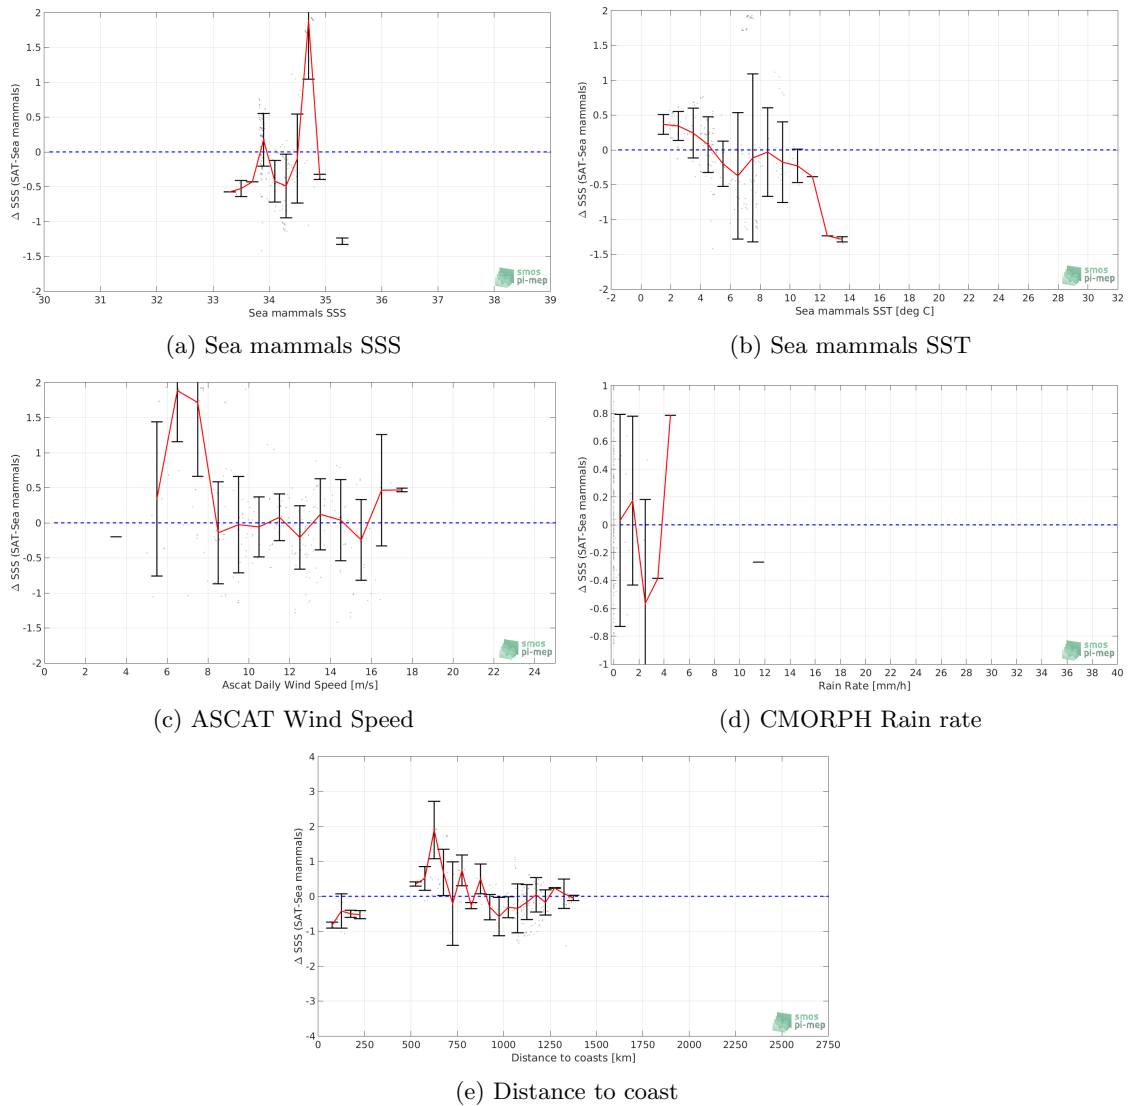 Δ SSS (SAT-Sea mammals)
2
1.5
1
0.5
0
-0.5
-1
-1.5
-2
30 31 32 33 34 35 36 37 38 39
Sea mammals SSS
smos
pi-mep
(a) Sea mammals SSS
Δ SSS (SAT-Sea mammals)
2
1.5
1
0.5
0
-0.5
-1
-1.5
-2
-2 0 2 4 6 8 10 12 14 16 18 20 22 24 26 28 30 32
Sea mammals SST [deg C]
smos
pi-mep
(b) Sea mammals SST
Δ SSS (SAT-Sea mammals)
2
1.5
1
0.5
0
-0.5
-1
-1.5
-2
0 2 4 6 8 10 12 14 16 18 20 22 24
Ascat Daily Wind Speed [m/s]
smos
pi-mep
(c) ASCAT Wind Speed
Δ SSS (SAT-Sea mammals)
1
0.8
0.6
0.4
0.2
0
-0.2
-0.4
-0.6
-0.8
-1
0 2 4 6 8 10 12 14 16 18 20 22 24 26 28 30 32 34 36 38 40
Rain Rate [mm/h]
smos
pi-mep
(d) CMORPH Rain rate
Δ SSS (SAT-Sea mammals)
4
3
2
1
0
-1
-2
-3
-4
0 250 500 750 1000 1250 1500 1750 2000 2250 2500 2750
Distance to coasts [km]
smos
pi-mep
(e) Distance to coast